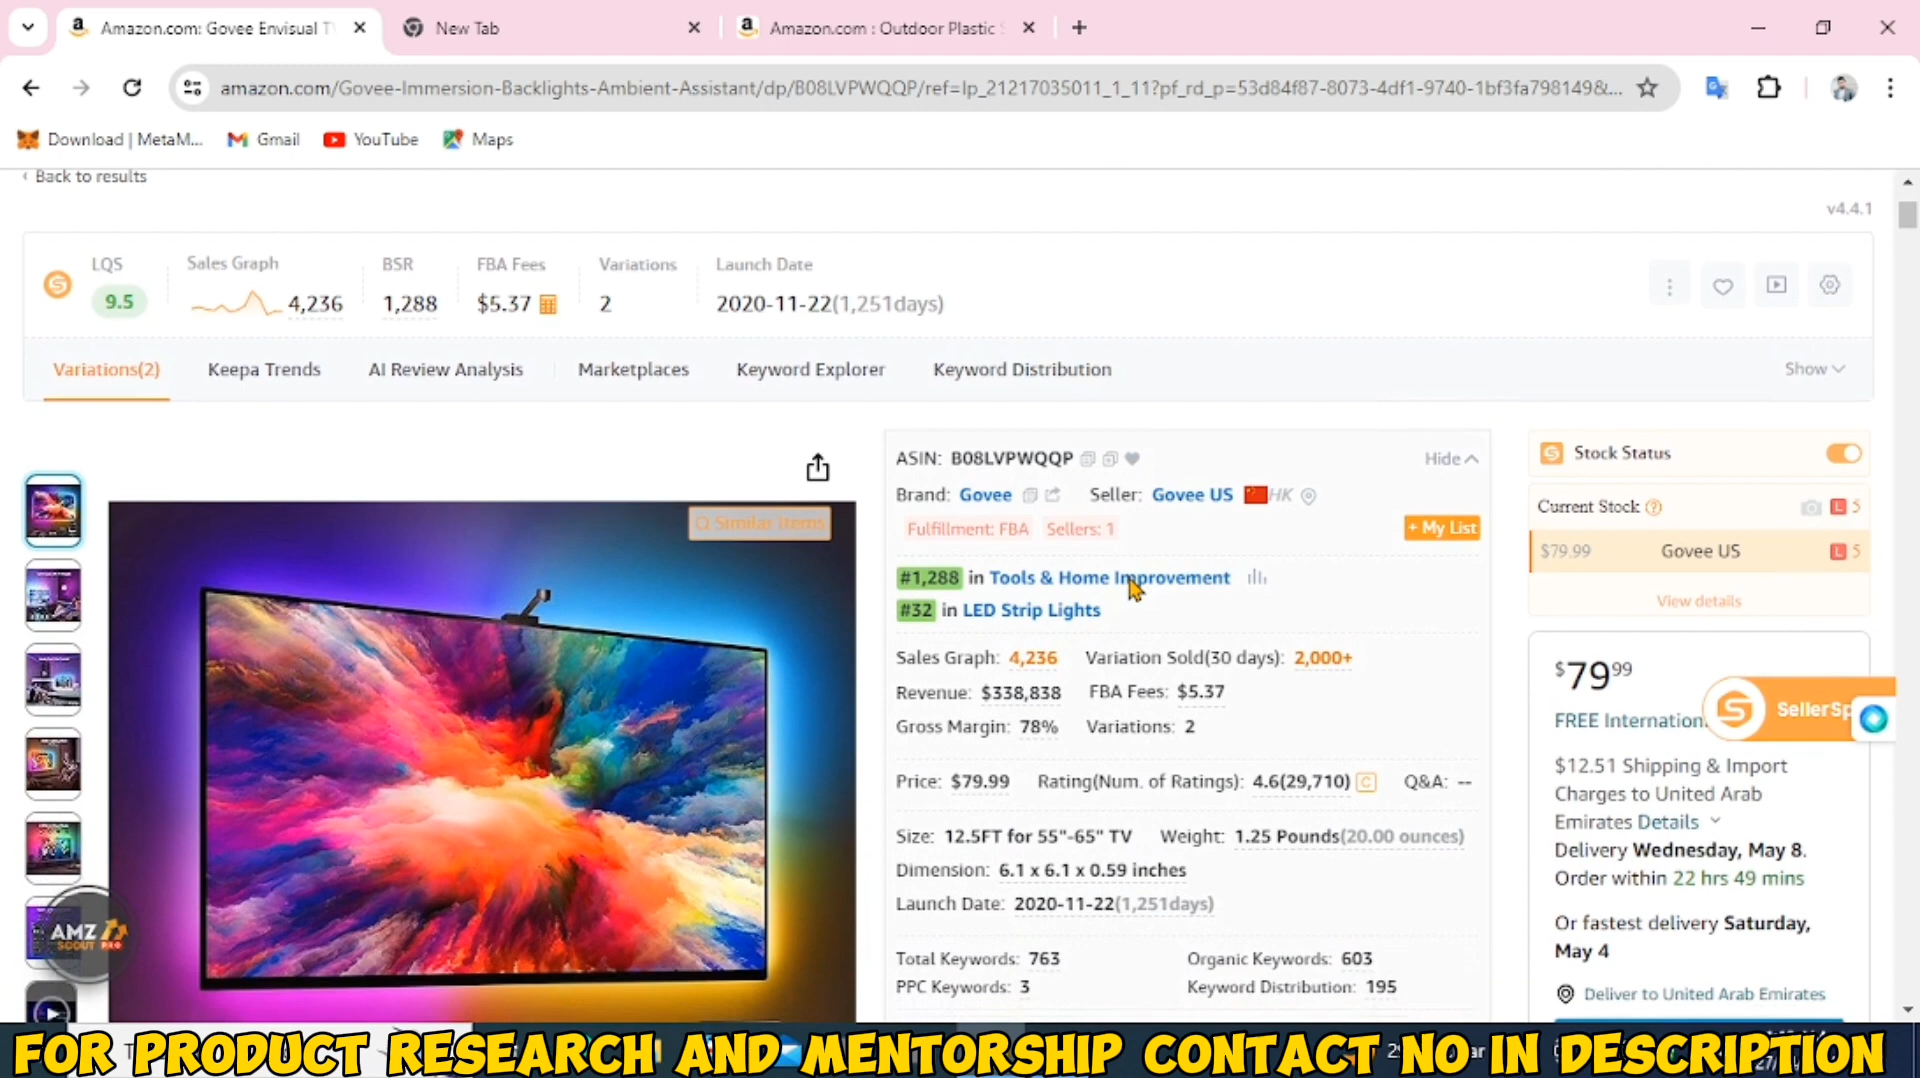 Amazon.com: Govee Envisual T
New Tab
Amazon.com : Outdoor Plastic S
amazon.com/Govee-Immersion-Backlights-Ambient-Assistant/dp/B08LVPWQQP/ref=lp_21217035011_1_11?pf_rd_p=53d84f87-8073-4df1-9740-1bf3fa798149&...
Download | MetaM...
Gmail
YouTube
Maps
‹ Back to results
v4.4.1
LQS
Sales Graph
BSR
FBA Fees
Variations
Launch Date
9.5
4,236
1,288
$5.37
2
2020-11-22(1,251days)
Variations(2)
Keepa Trends
AI Review Analysis
Marketplaces
Keyword Explorer
Keyword Distribution
Show
Similar Items
AMZ
SCOUT PRO
ASIN: B08LVPWQQP
Hide
Brand: Govee Seller: Govee US HK
Fulfillment: FBA Sellers: 1
+ My List
#1,288 in Tools & Home Improvement
#32 in LED Strip Lights
Sales Graph: 4,236 Variation Sold(30 days): 2,000+
Revenue: $338,838 FBA Fees: $5.37
Gross Margin: 78% Variations: 2
Price: $79.99 Rating(Num. of Ratings): 4.6(29,710) C Q&A: --
Size: 12.5FT for 55"-65" TV Weight: 1.25 Pounds(20.00 ounces)
Dimension: 6.1 x 6.1 x 0.59 inches
Launch Date: 2020-11-22(1,251days)
Total Keywords: 763 Organic Keywords: 603
PPC Keywords: 3 Keyword Distribution: 195
Stock Status
Current Stock L 5
$79.99 Govee US L 5
View details
$79.99
FREE Internation
SellerSp
$12.51 Shipping & Import
Charges to United Arab
Emirates Details
Delivery Wednesday, May 8.
Order within 22 hrs 49 mins
Or fastest delivery Saturday,
May 4
Deliver to United Arab Emirates
FOR PRODUCT RESEARCH AND MENTORSHIP CONTACT NO IN DESCRIPTION